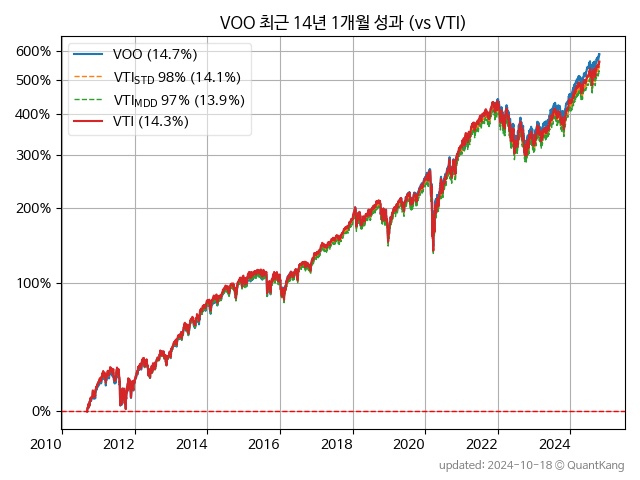 VOO 최근 14년 1개월 성과 (vs VTI)
600%
500%
400%
300%
200%
100%
0%
VOO (14.7%)
VTI_STD 98% (14.1%)
VTI_MDD 97% (13.9%)
VTI (14.3%)
2010 2012 2014 2016 2018 2020 2022 2024
updated: 2024-10-18 © QuantKang